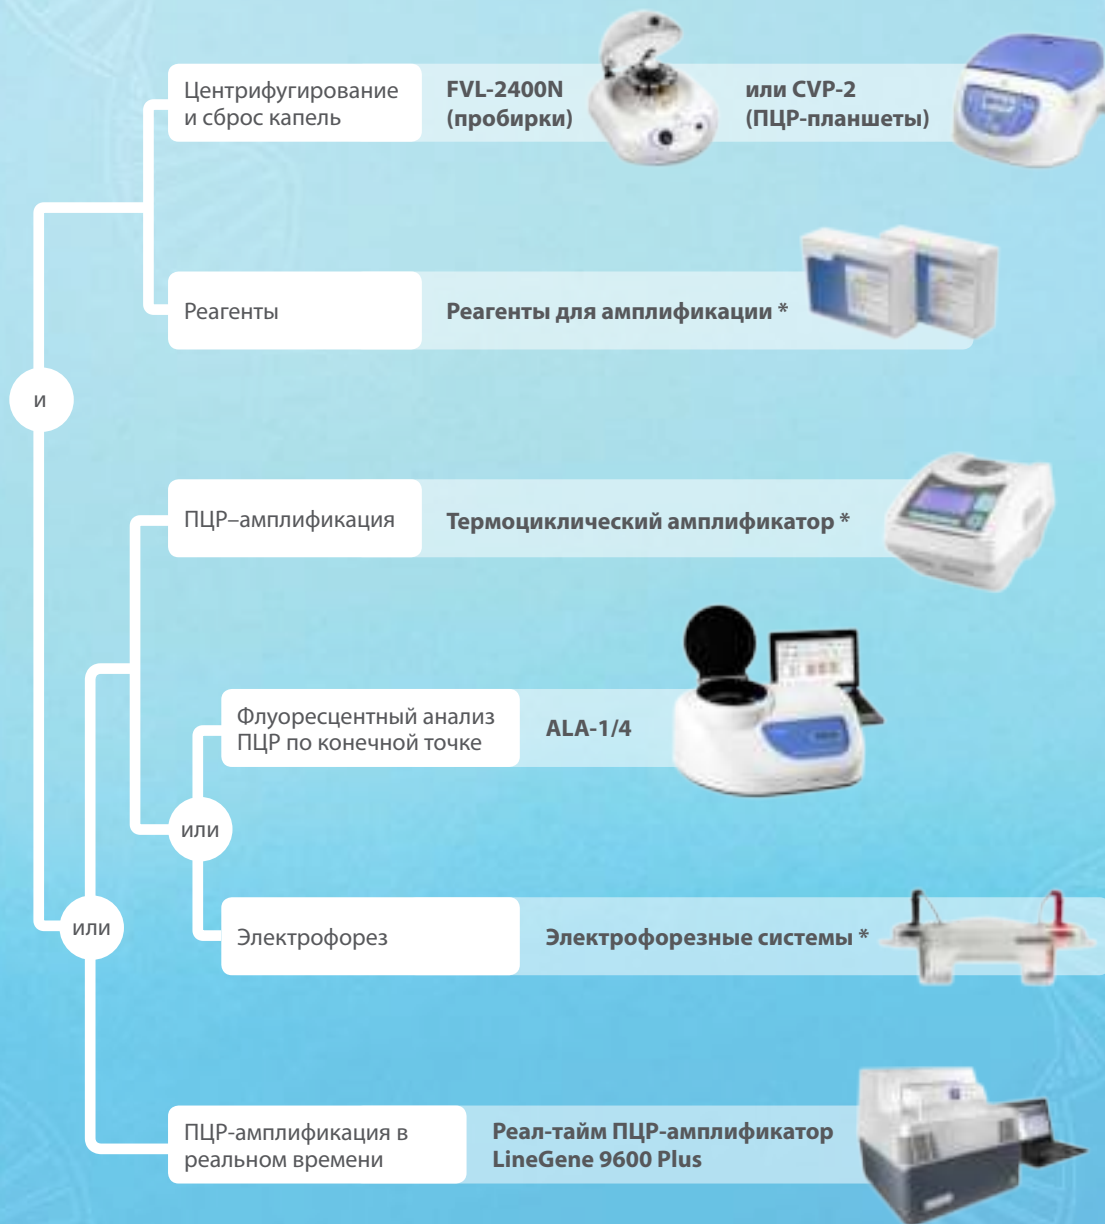 Центрифугирование
и сброс капель
FVL-2400N
(пробирки)
или CVP-2
(ПЦР-планшеты)
Реагенты
Реагенты для амплификации *
и
ПЦР–амплификация
Термоциклический амплификатор *
Флуоресцентный анализ
ПЦР по конечной точке
ALA-1/4
или
или
Электрофорез
Электрофорезные системы *
ПЦР-амплификация в
реальном времени
Реал-тайм ПЦР-амплификатор
LineGene 9600 Plus